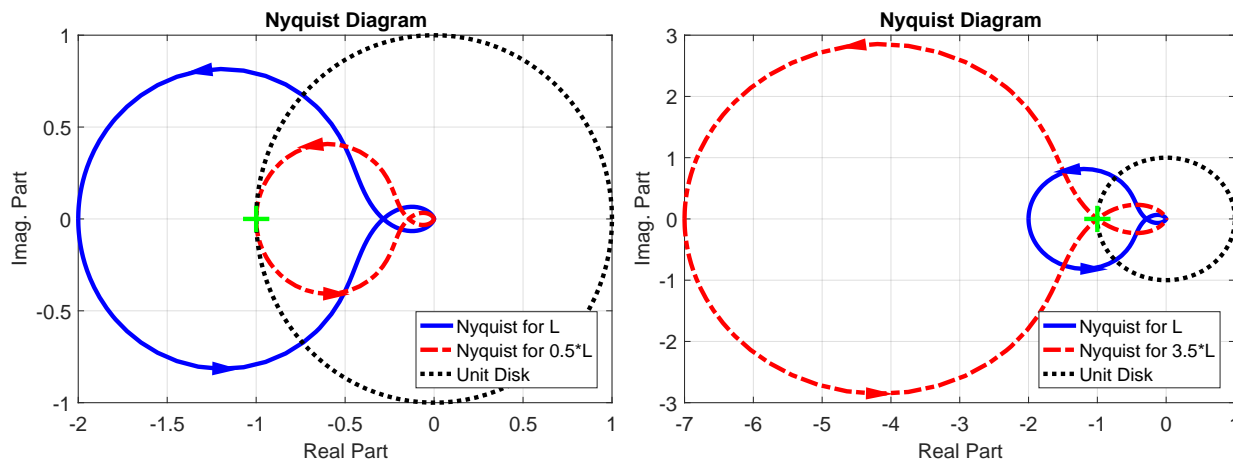 Nyquist Diagram
1
0.5
0
-0.5
-1
Imag. Part
-2
-1.5
-1
-0.5
0
0.5
1
Real Part
Nyquist for L
Nyquist for 0.5*L
Unit Disk
Nyquist Diagram
3
2
1
0
-1
-2
-3
Imag. Part
-7
-6
-5
-4
-3
-2
-1
0
1
Real Part
Nyquist for L
Nyquist for 3.5*L
Unit Disk